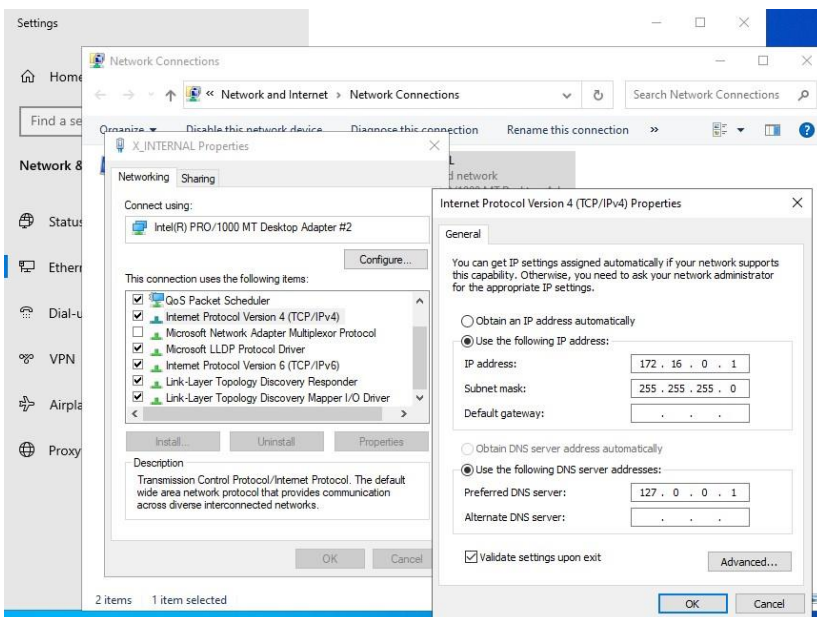 Settings
Home
Find a se
Network &
Status
Ethern
Dial-u
VPN
Airpla
Proxy
Network Connections
« Network and Internet › Network Connections
Search Network Connections
Organize Disable this network device Diagnose this connection Rename this connection »
L
d network
X_INTERNAL Properties
Networking Sharing
Connect using:
Intel(R) PRO/1000 MT Desktop Adapter #2
Configure...
This connection uses the following items:
QoS Packet Scheduler
Internet Protocol Version 4 (TCP/IPv4)
Microsoft Network Adapter Multiplexor Protocol
Microsoft LLDP Protocol Driver
Internet Protocol Version 6 (TCP/IPv6)
Link-Layer Topology Discovery Responder
Link-Layer Topology Discovery Mapper I/O Driver
Install... Uninstall Properties
Description
Transmission Control Protocol/Internet Protocol. The default
wide area network protocol that provides communication
across diverse interconnected networks.
OK Cancel
2 items 1 item selected
Internet Protocol Version 4 (TCP/IPv4) Properties
General
You can get IP settings assigned automatically if your network supports
this capability. Otherwise, you need to ask your network administrator
for the appropriate IP settings.
Obtain an IP address automatically
Use the following IP address:
IP address: 172 . 16 . 0 . 1
Subnet mask: 255 . 255 . 255 . 0
Default gateway: . . .
Obtain DNS server address automatically
Use the following DNS server addresses:
Preferred DNS server: 127 . 0 . 0 . 1
Alternate DNS server: . . .
Validate settings upon exit
Advanced...
OK Cancel